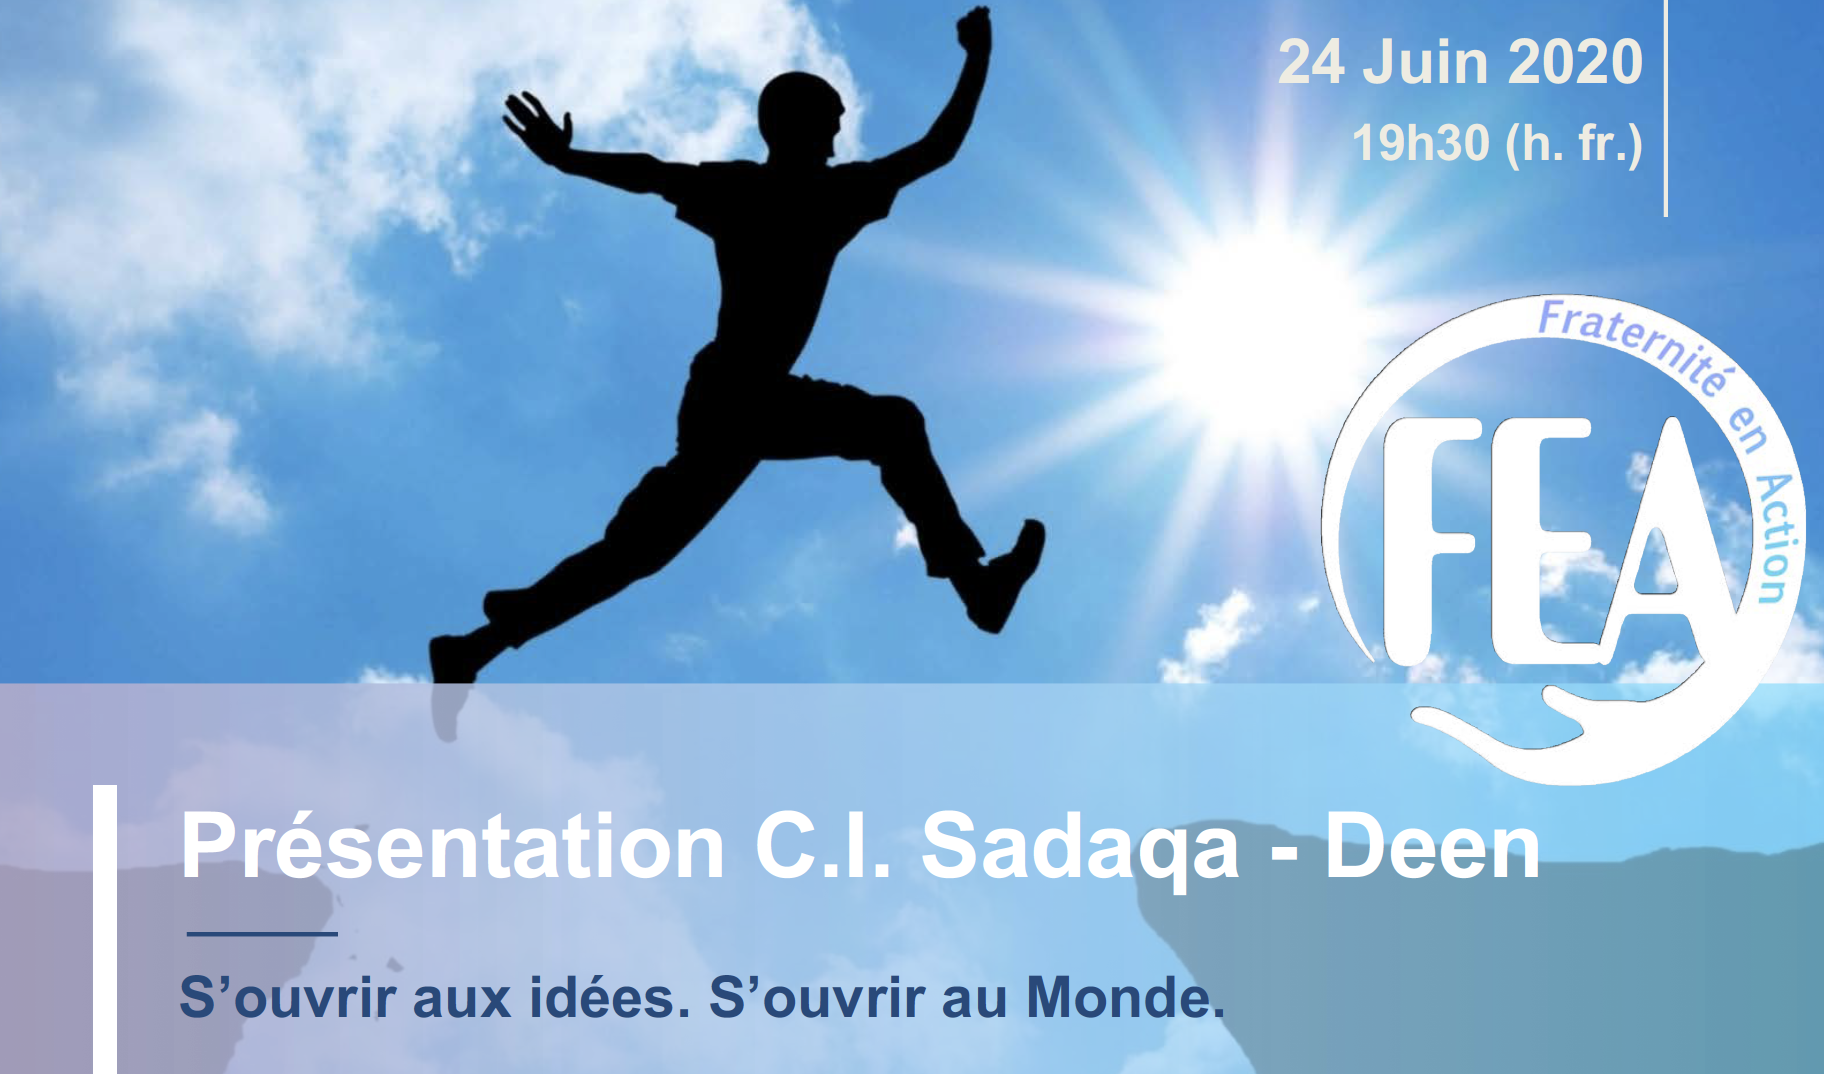 24 Juin 2020
19h30 (h. fr.)
Fraternité en Action
FEA
Présentation C.I. Sadaqa - Deen
S’ouvrir aux idées. S’ouvrir au Monde.